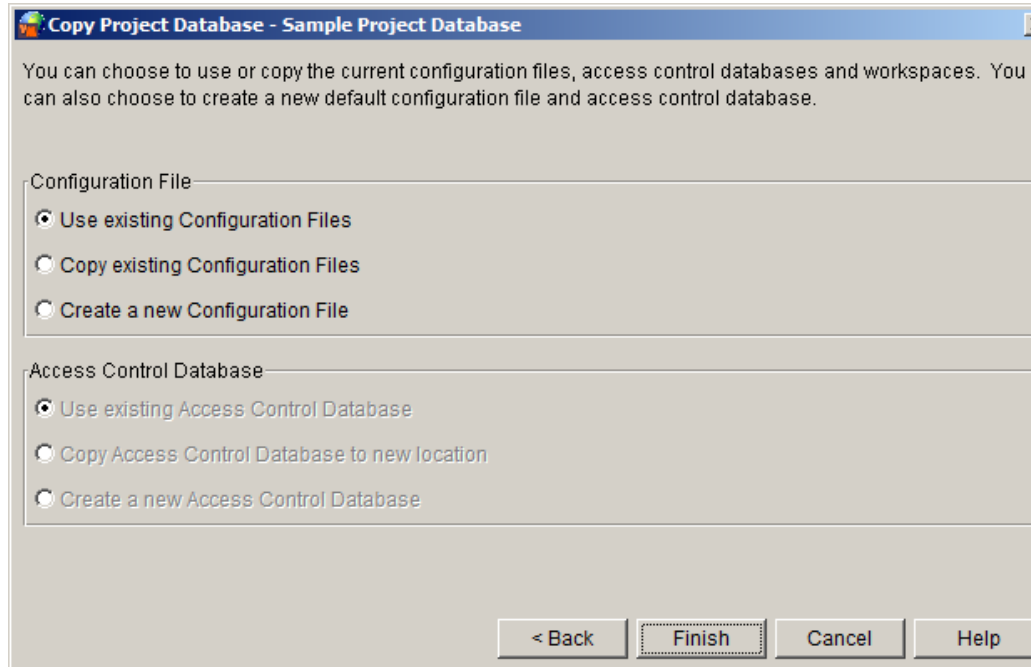 Copy Project Database - Sample Project Database
You can choose to use or copy the current configuration files, access control databases and workspaces. You
can also choose to create a new default configuration file and access control database.
Configuration File
Use existing Configuration Files
Copy existing Configuration Files
Create a new Configuration File
Access Control Database
Use existing Access Control Database
Copy Access Control Database to new location
Create a new Access Control Database
< Back Finish Cancel Help